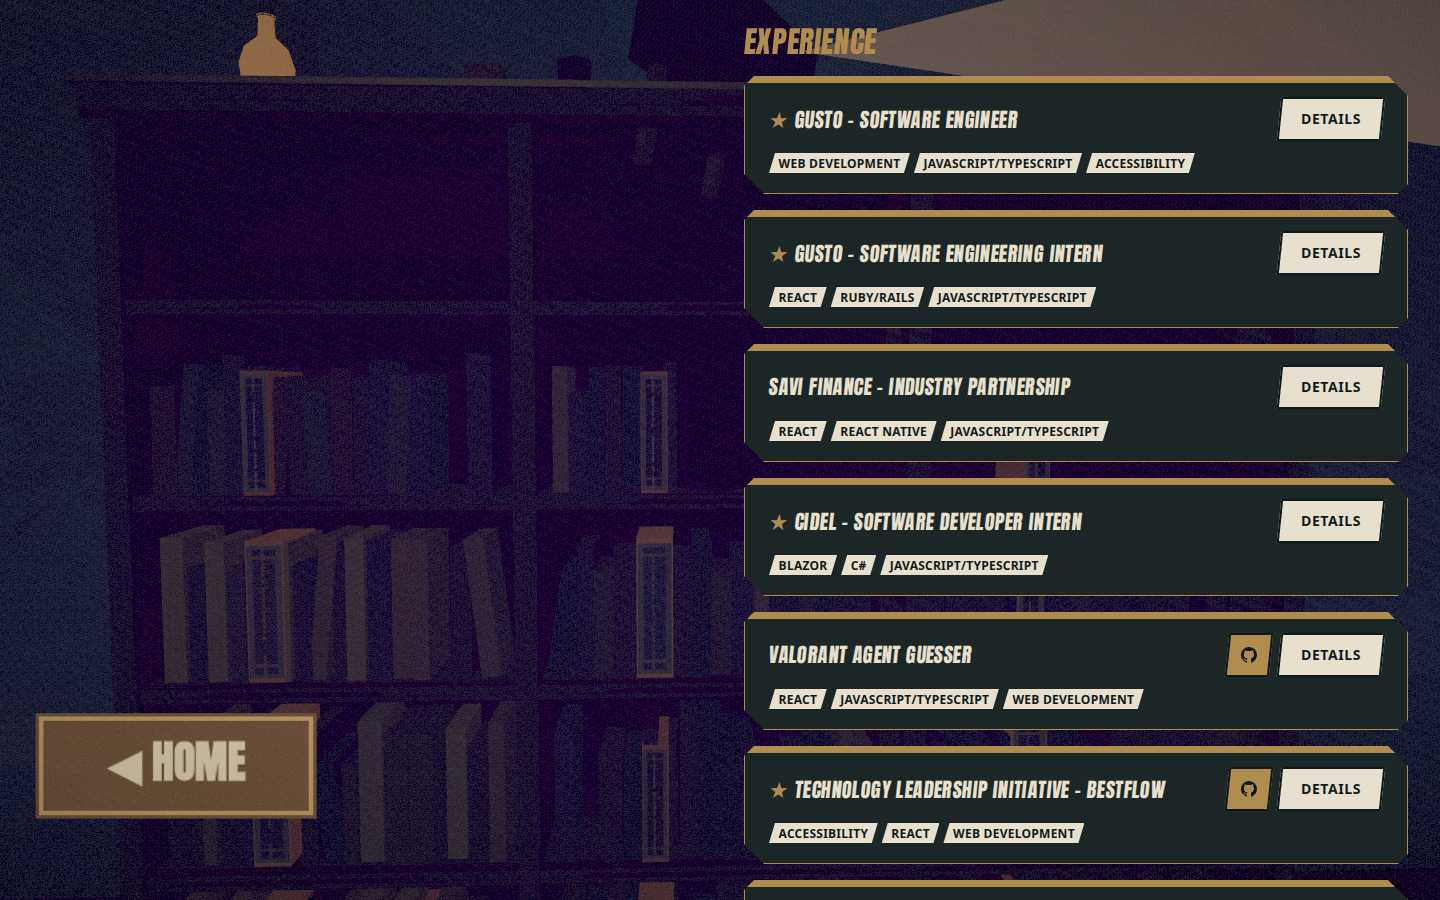 EXPERIENCE
★ GUSTO - SOFTWARE ENGINEER
DETAILS
WEB DEVELOPMENT JAVASCRIPT/TYPESCRIPT ACCESSIBILITY
★ GUSTO - SOFTWARE ENGINEERING INTERN
DETAILS
REACT RUBY/RAILS JAVASCRIPT/TYPESCRIPT
SAVI FINANCE - INDUSTRY PARTNERSHIP
DETAILS
REACT REACT NATIVE JAVASCRIPT/TYPESCRIPT
★ CIDEL - SOFTWARE DEVELOPER INTERN
DETAILS
BLAZOR C# JAVASCRIPT/TYPESCRIPT
VALORANT AGENT GUESSER
DETAILS
REACT JAVASCRIPT/TYPESCRIPT WEB DEVELOPMENT
★ TECHNOLOGY LEADERSHIP INITIATIVE - BESTFLOW
DETAILS
ACCESSIBILITY REACT WEB DEVELOPMENT
◀ HOME